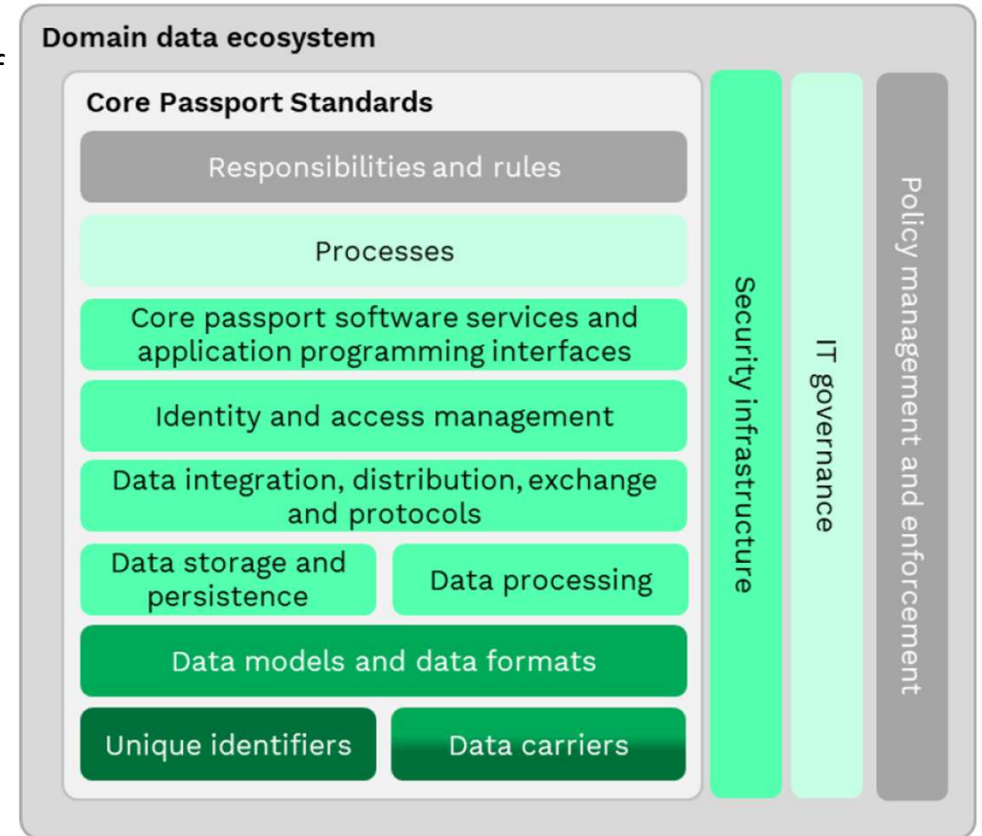 Domain data ecosystem
Core Passport Standards
Responsibilities and rules
Processes
Core passport software services and
application programming interfaces
Identity and access management
Data integration, distribution, exchange
and protocols
Data storage and
persistence
Data processing
Data models and data formats
Unique identifiers
Data carriers
Security infrastructure
IT governance
Policy management and enforcement